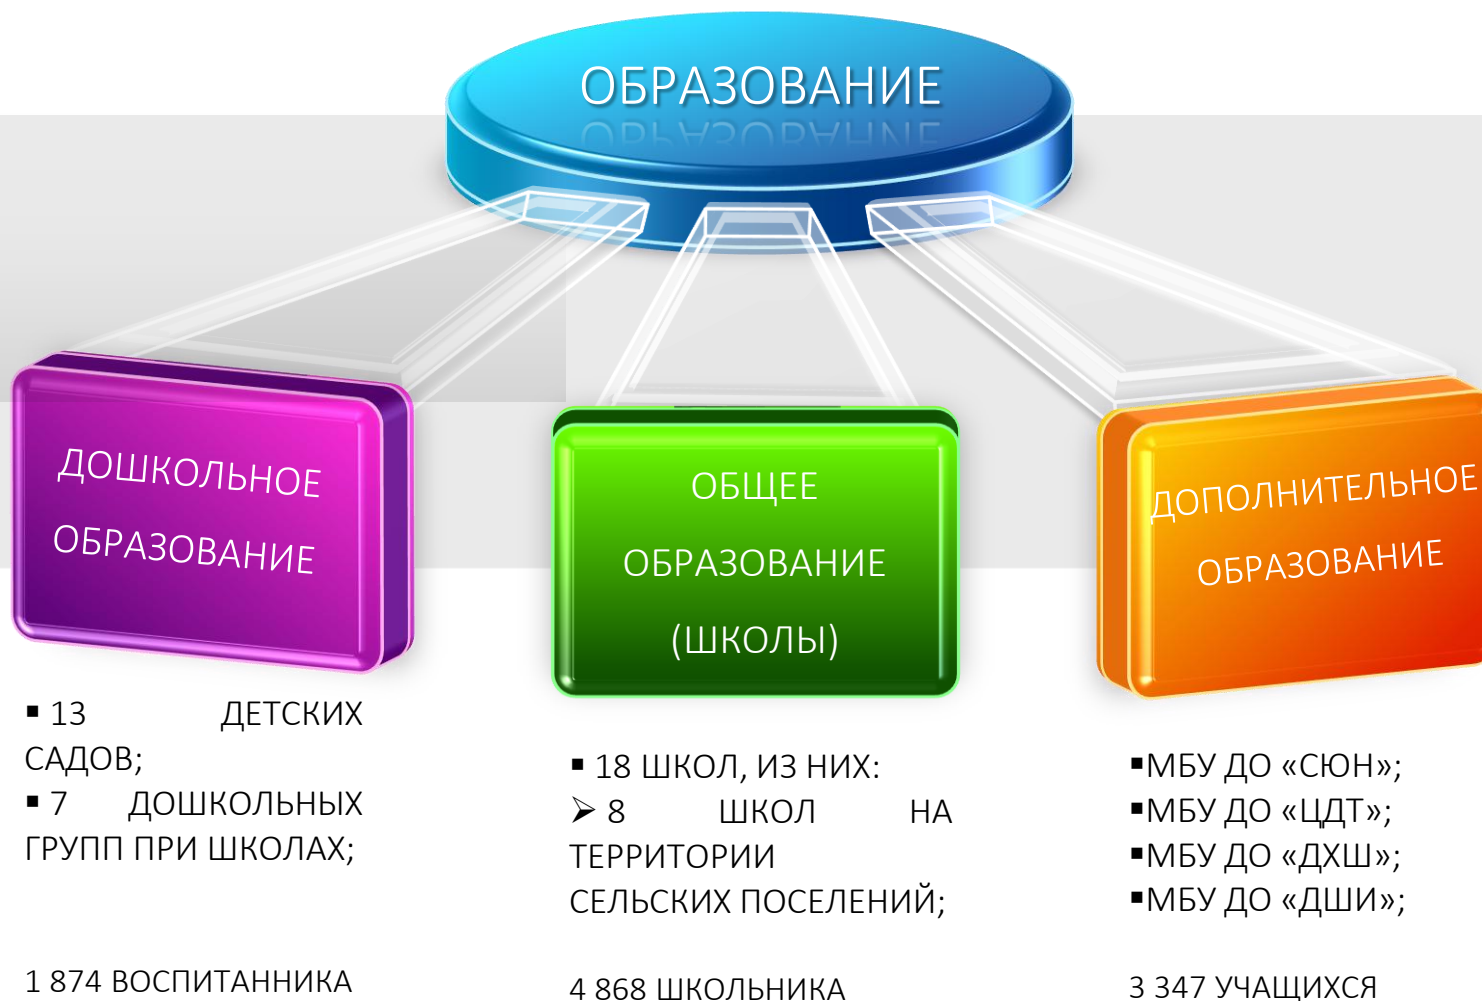 ОБРАЗОВАНИЕ
ДОШКОЛЬНОЕ
ОБРАЗОВАНИЕ
▪ 13 ДЕТСКИХ
САДОВ;
▪ 7 ДОШКОЛЬНЫХ
ГРУПП ПРИ ШКОЛАХ;
1 874 ВОСПИТАННИКА
ОБЩЕЕ
ОБРАЗОВАНИЕ
(ШКОЛЫ)
▪ 18 ШКОЛ, ИЗ НИХ:
➢ 8 ШКОЛ НА
ТЕРРИТОРИИ
СЕЛЬСКИХ ПОСЕЛЕНИЙ;
4 868 ШКОЛЬНИКА
ДОПОЛНИТЕЛЬНОЕ
ОБРАЗОВАНИЕ
▪МБУ ДО «СЮН»;
▪МБУ ДО «ЦДТ»;
▪МБУ ДО «ДХШ»;
▪МБУ ДО «ДШИ»;
3 347 УЧАЩИХСЯ